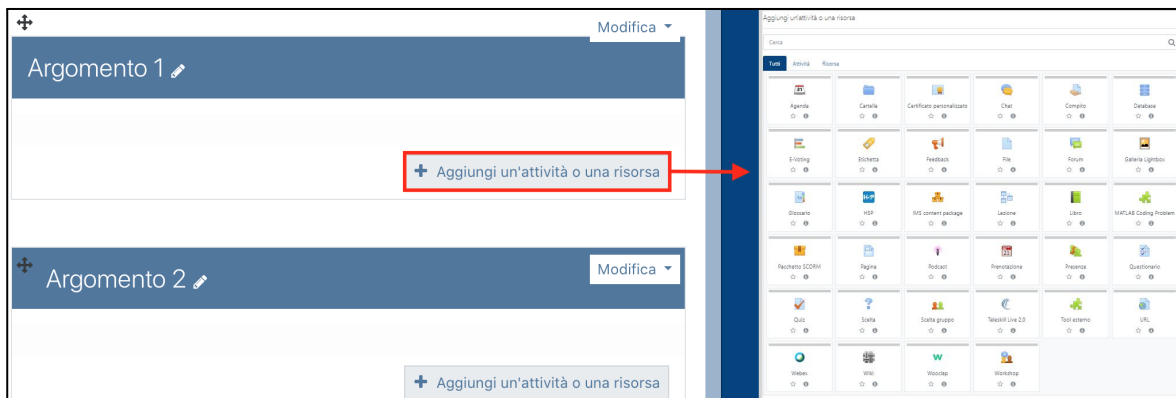 Modifica
Argomento 1
+ Aggiungi un'attività o una risorsa
Modifica
Argomento 2
+ Aggiungi un'attività o una risorsa
Aggiungi un'attività o una risorsa
Cerca
Tutti Attività Risorse
Agenda Cartella Certificato personalizzato Chat Compito Database
E-Voting Etichetta Feedback File Forum Galleria Lightbox
Glossario H5P IMS content package Lezione Libro MATLAB Coding Problem
Pacchetto SCORM Pagina Podcast Prenotazione Presenze Questionario
Quiz Scelta Scelta gruppo Teleskill Live 2.0 Tool esterno URL
Webex Wiki Wooclap Workshop